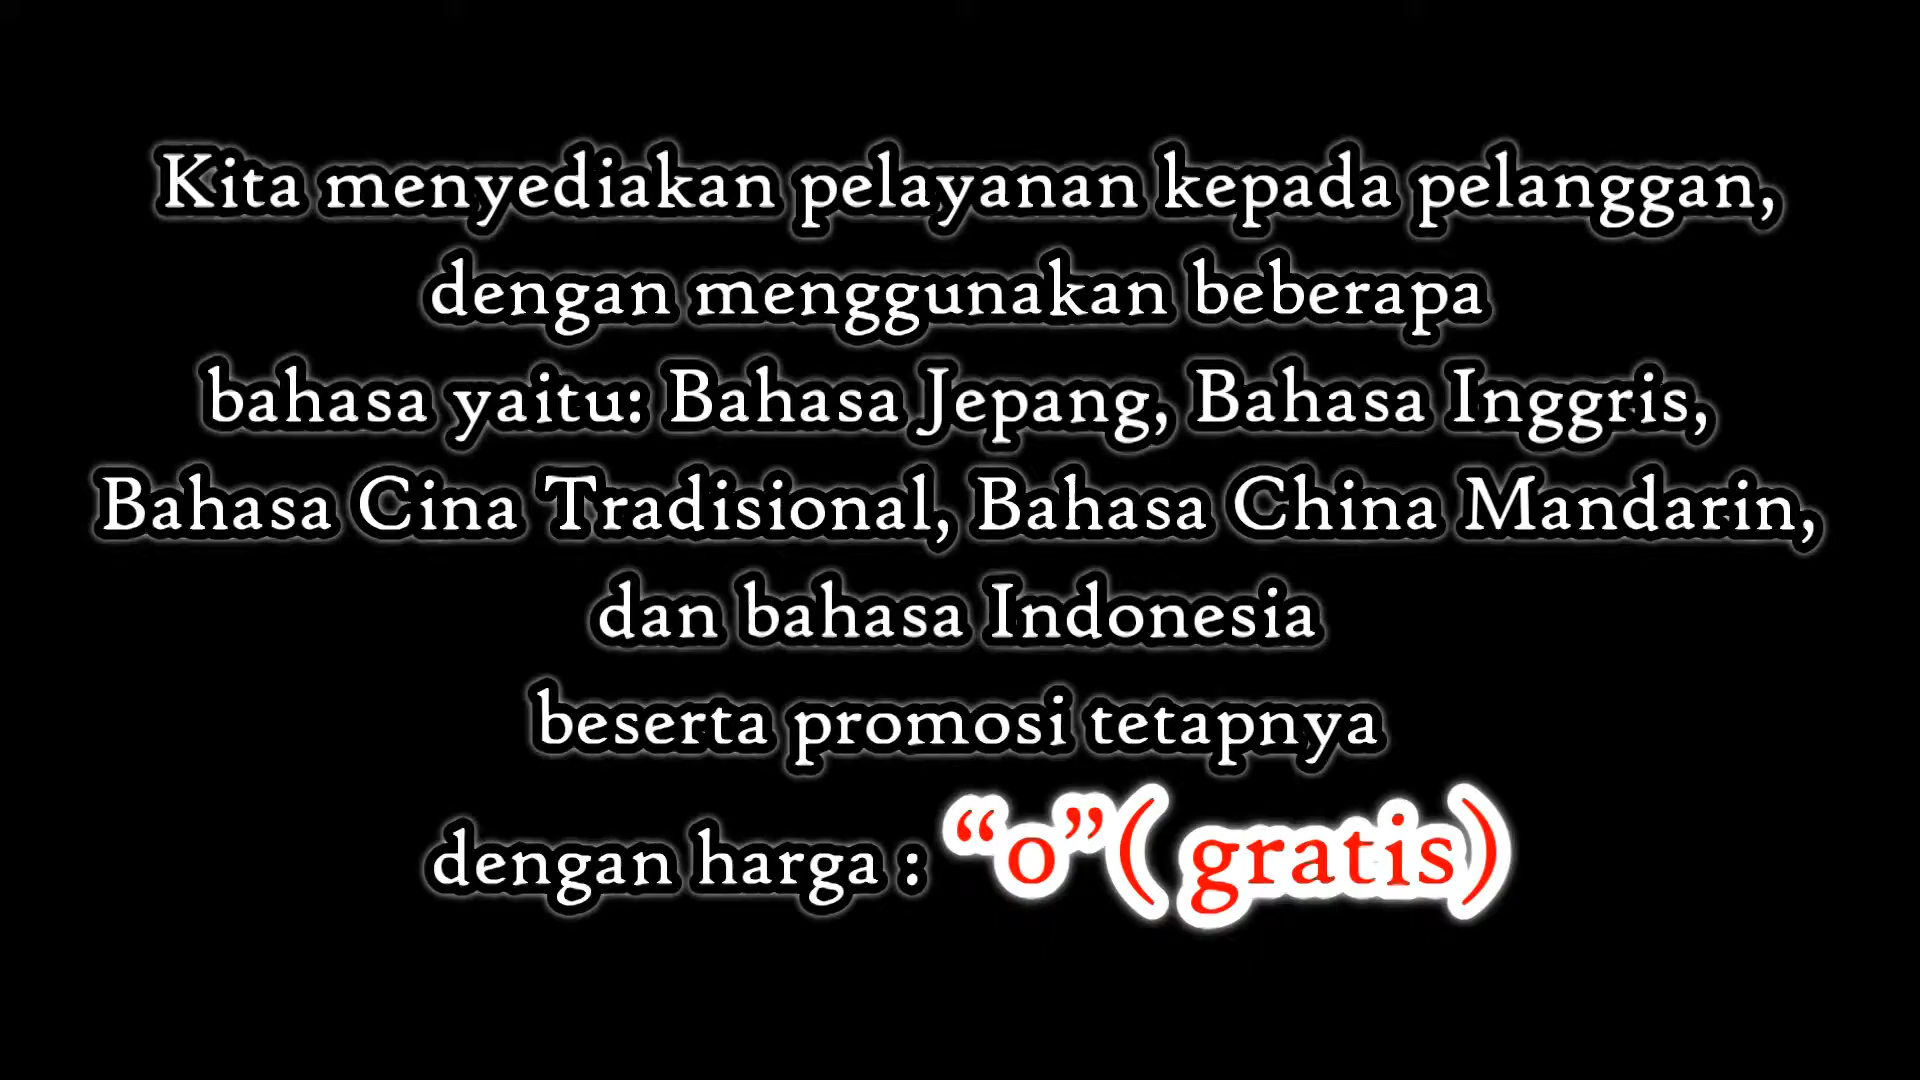 Kita menyediakan pelayanan kepada pelanggan,
dengan menggunakan beberapa
bahasa yaitu: Bahasa Jepang, Bahasa Inggris,
Bahasa Cina Tradisional, Bahasa China Mandarin,
dan bahasa Indonesia
beserta promosi tetapnya
dengan harga : “0”( gratis)